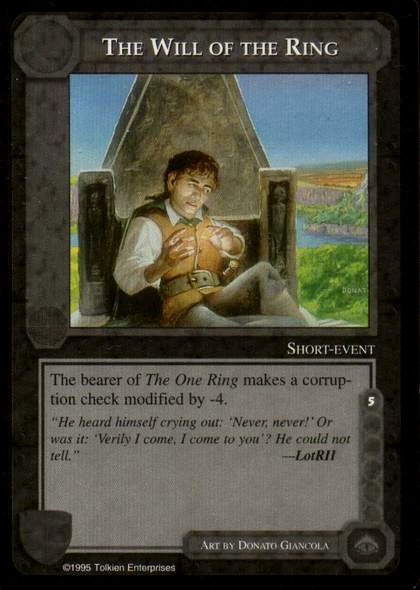 THE WILL OF THE RING
DONATO
SHORT-EVENT
The bearer of The One Ring makes a corrup-
tion check modified by -4.
5
“He heard himself crying out: ‘Never, never!’ Or
was it: ‘Verily I come, I come to you’? He could not
tell.” —LotRII
ART BY DONATO GIANCOLA
©1995 Tolkien Enterprises